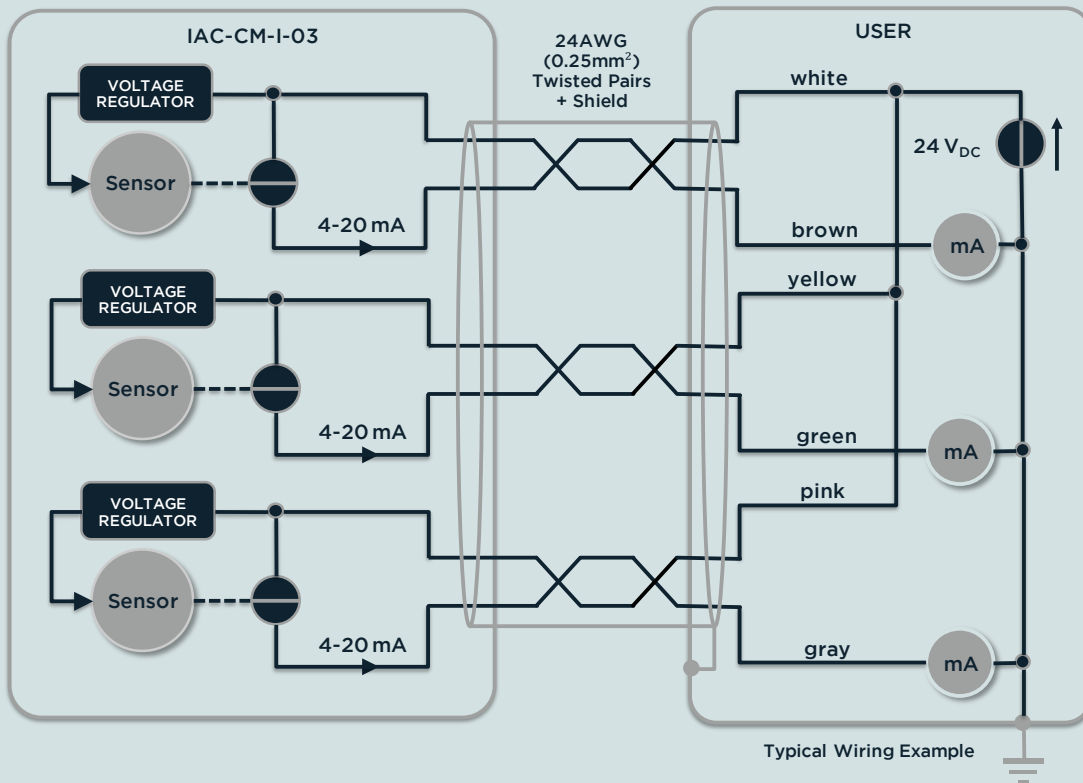 IAC-CM-I-03
24AWG
(0.25mm²)
Twisted Pairs
+ Shield
USER
VOLTAGE
REGULATOR
Sensor
4-20 mA
white
24 VDC
brown
mA
VOLTAGE
REGULATOR
Sensor
4-20 mA
yellow
green
mA
VOLTAGE
REGULATOR
Sensor
4-20 mA
pink
gray
mA
Typical Wiring Example